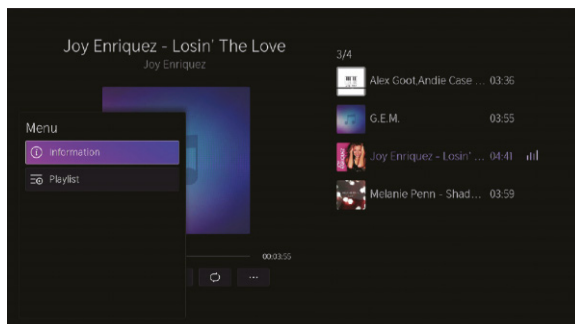 Joy Enriquez - Losin' The Love
Joy Enriquez
3/4
Alex Goot,Andie Case ... 03:36
G.E.M. 03:55
Joy Enriquez - Losin' ... 04:41
Melanie Penn - Shad... 03:59
Menu
Information
Playlist
00:03:55
...